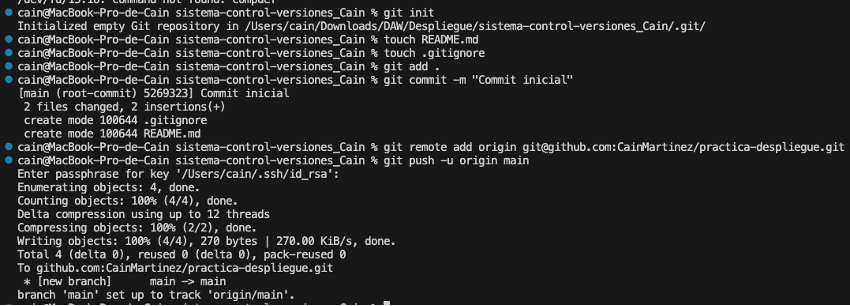 cain@MacBook-Pro-de-Cain sistema-control-versiones_Cain % git init
Initialized empty Git repository in /Users/cain/Downloads/DAW/Despliegue/sistema-control-versiones_Cain/.git/
cain@MacBook-Pro-de-Cain sistema-control-versiones_Cain % touch README.md
cain@MacBook-Pro-de-Cain sistema-control-versiones_Cain % touch .gitignore
cain@MacBook-Pro-de-Cain sistema-control-versiones_Cain % git add .
cain@MacBook-Pro-de-Cain sistema-control-versiones_Cain % git commit -m "Commit inicial"
[main (root-commit) 5269323] Commit inicial
2 files changed, 2 insertions(+)
create mode 100644 .gitignore
create mode 100644 README.md
cain@MacBook-Pro-de-Cain sistema-control-versiones_Cain % git remote add origin git@github.com:CainMartinez/practica-despliegue.git
cain@MacBook-Pro-de-Cain sistema-control-versiones_Cain % git push -u origin main
Enter passphrase for key '/Users/cain/.ssh/id_rsa':
Enumerating objects: 4, done.
Counting objects: 100% (4/4), done.
Delta compression using up to 12 threads
Compressing objects: 100% (2/2), done.
Writing objects: 100% (4/4), 270 bytes | 270.00 KiB/s, done.
Total 4 (delta 0), reused 0 (delta 0), pack-reused 0
To github.com:CainMartinez/practica-despliegue.git
* [new branch] main -> main
branch 'main' set up to track 'origin/main'.